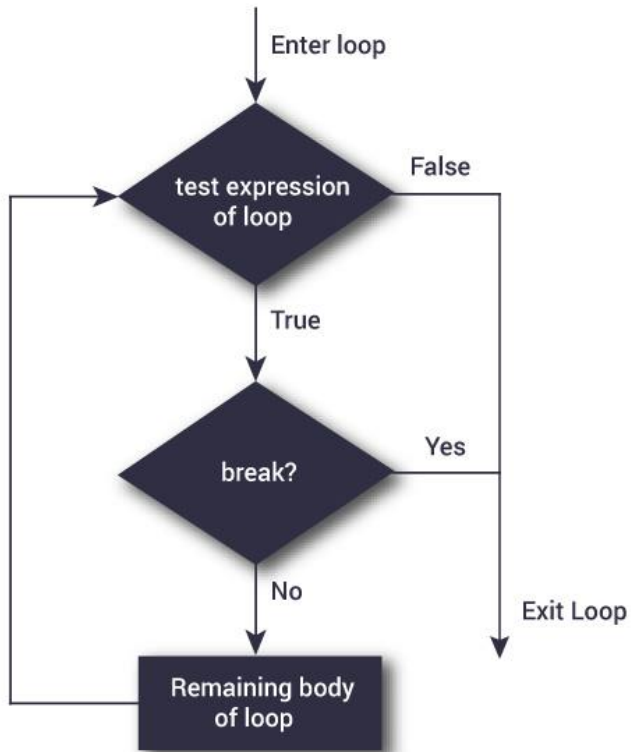 Enter loop
test expression
of loop
False
True
break?
Yes
No
Exit Loop
Remaining body
of loop